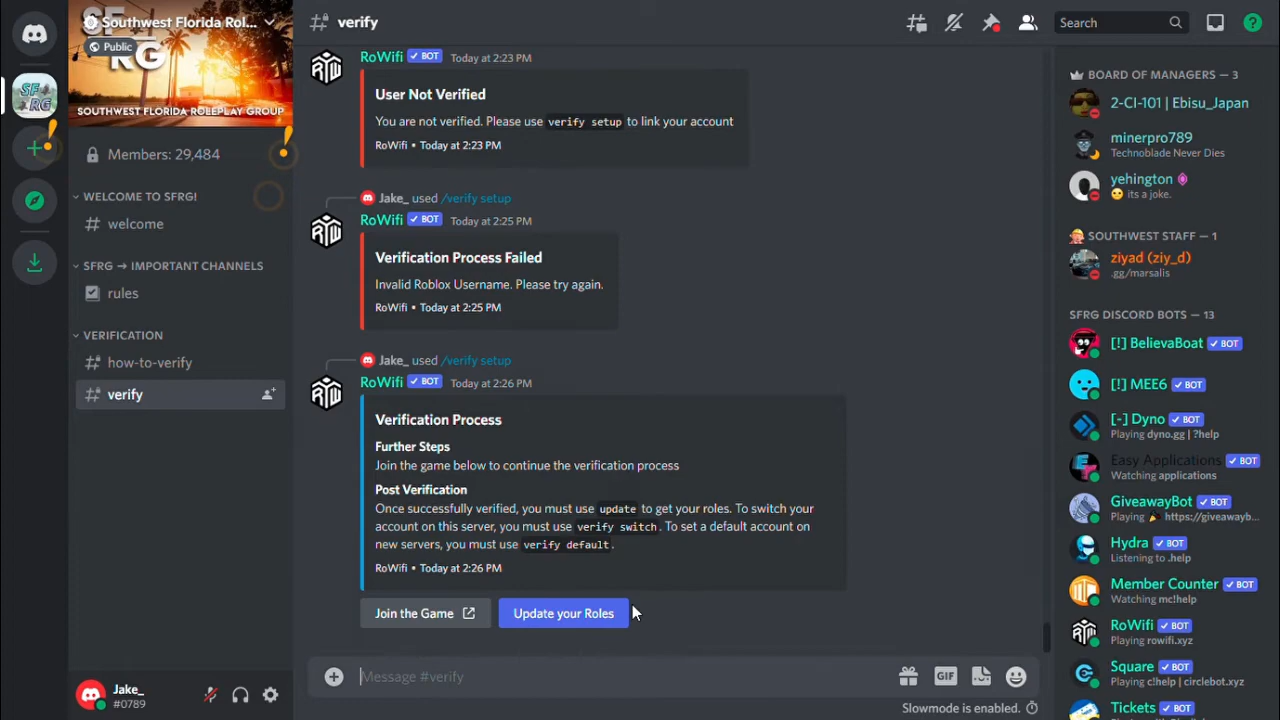 Southwest Florida Rol...
Public
SF
RG
SOUTHWEST FLORIDA ROLEPLAY GROUP
SF
RG
Members: 29,484
WELCOME TO SFRG!
welcome
SFRG → IMPORTANT CHANNELS
rules
VERIFICATION
how-to-verify
verify
Jake_
#0789
verify
Search
RoWifi BOT Today at 2:23 PM
User Not Verified
You are not verified. Please use verify setup to link your account
RoWifi • Today at 2:23 PM
Jake_ used /verify setup
RoWifi BOT Today at 2:25 PM
Verification Process Failed
Invalid Roblox Username. Please try again.
RoWifi • Today at 2:25 PM
Jake_ used /verify setup
RoWifi BOT Today at 2:26 PM
Verification Process
Further Steps
Join the game below to continue the verification process
Post Verification
Once successfully verified, you must use update to get your roles. To switch your
account on this server, you must use verify switch. To set a default account on
new servers, you must use verify default.
RoWifi • Today at 2:26 PM
Join the Game
Update your Roles
Message #verify
GIF
Slowmode is enabled.
BOARD OF MANAGERS — 3
2-CI-101 | Ebisu_Japan
minerpro789
Technoblade Never Dies
yehington
its a joke.
SOUTHWEST STAFF — 1
ziyad (ziy_d)
.gg/marsalis
SFRG DISCORD BOTS — 13
[!] BelievaBoat BOT
[!] MEE6 BOT
[-] Dyno BOT
Playing dyno.gg | ?help
Easy Applications BOT
Watching applications
GiveawayBot BOT
Playing 🎉 https://giveawayb...
Hydra BOT
Listening to .help
Member Counter BOT
Watching mc!help
RoWifi BOT
Playing rowifi.xyz
Square BOT
Playing c!help | circlebot.xyz
Tickets BOT